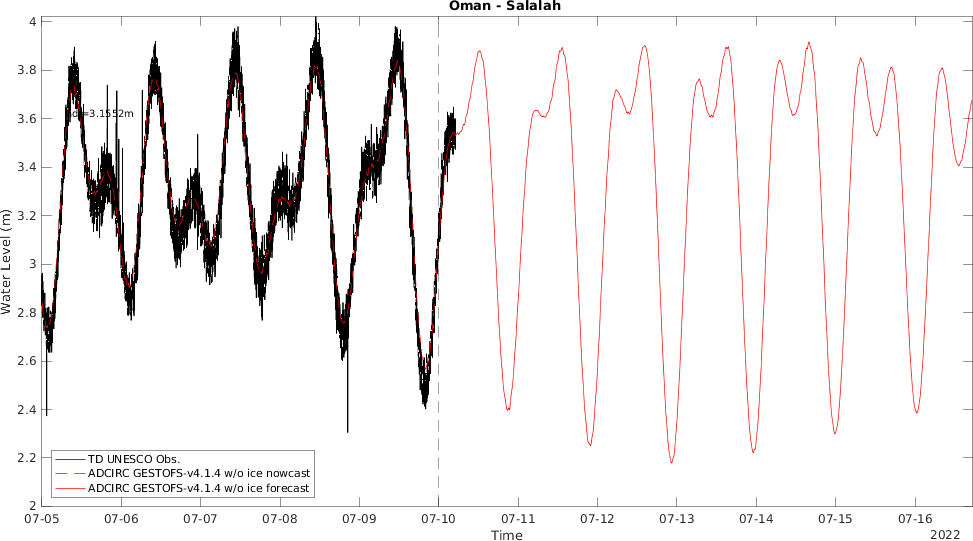 Oman - Salalah
Water Level (m)
4
3.8
3.6
3.4
3.2
3
2.8
2.6
2.4
2.2
2
=3.1552m
TD UNESCO Obs.
ADCIRC GESTOFS-v4.1.4 w/o ice nowcast
ADCIRC GESTOFS-v4.1.4 w/o ice forecast
07-05 07-06 07-07 07-08 07-09 07-10 07-11 07-12 07-13 07-14 07-15 07-16
Time
2022